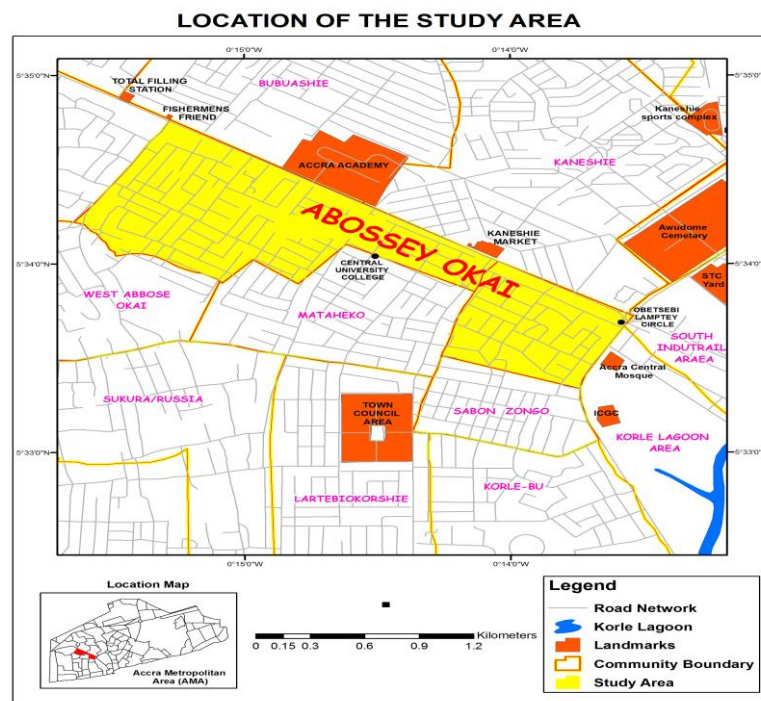 LOCATION OF THE STUDY AREA
0°15'0"W
0°14'0"W
5°35'0"N
5°35'0"N
TOTAL FILLING
STATION
BUBUASHIE
FISHERMENS
FRIEND
Kaneshie
sports complex
ACCRA ACADEMY
KANESHIE
ABOSSEY OKAI
KANESHIE
MARKET
Awudome
Cemetery
5°34'0"N
5°34'0"N
CENTRAL
UNIVERSITY
COLLEGE
STC
Yard
WEST ABBOSE
OKAI
MATAHEKO
OBETSEBI
LAMPTEY
CIRCLE
SOUTH
INDUTRAIL
ARAEA
Accra Central
Mosque
SUKURA/RUSSIA
TOWN
COUNCIL
AREA
SABON ZONGO
ICGC
KORLE LAGOON
AREA
5°33'0"N
5°33'0"N
LARTEBIOKORSHIE
KORLE-BU
0°15'0"W
0°14'0"W
Location Map
Accra Metropolitan
Area (AMA)
Kilometers
0 0.15 0.3 0.6 0.9 1.2
Legend
Road Network
Korle Lagoon
Landmarks
Community Boundary
Study Area